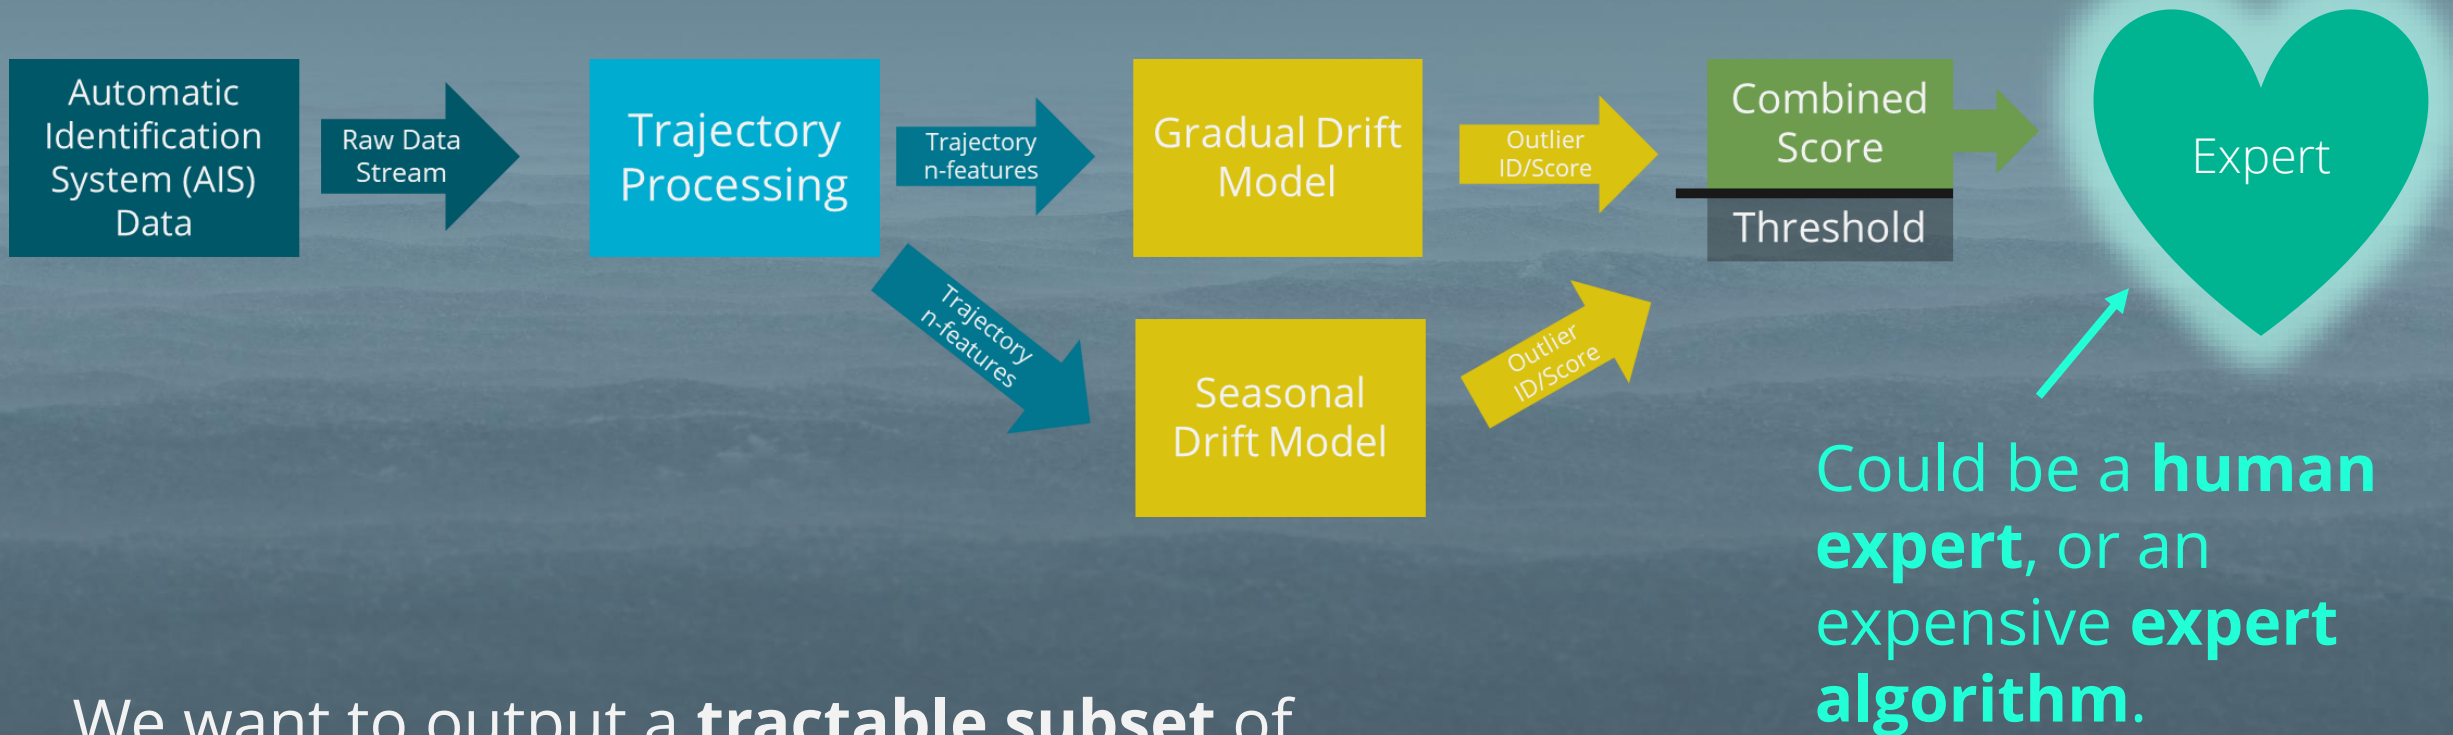 Automatic
Identification
System (AIS)
Data
Raw Data
Stream
Trajectory
Processing
Trajectory
n-features
Gradual Drift
Model
Outlier
ID/Score
Combined
Score
Threshold
Expert
Trajectory
n-features
Seasonal
Drift Model
Outlier
ID/Score
Could be a human
expert, or an
expensive expert
algorithm.
We want to output a tractable subset of